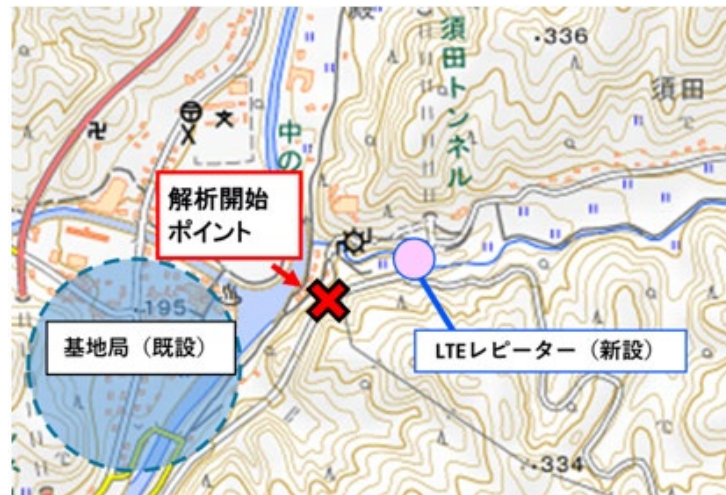 ・336
須田トンネル
須田
中の
解析開始
ポイント
・195
基地局（既設）
LTEレピーター（新設）
・334